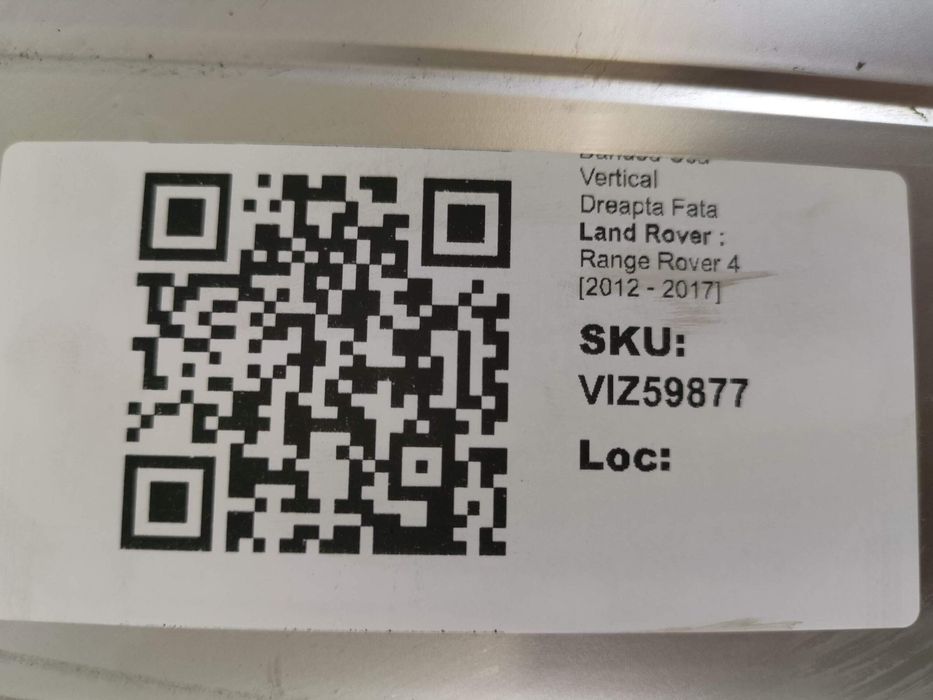 Vertical
Dreapta Fata
Land Rover :
Range Rover 4
[2012 - 2017]
SKU:
VIZ59877
Loc: